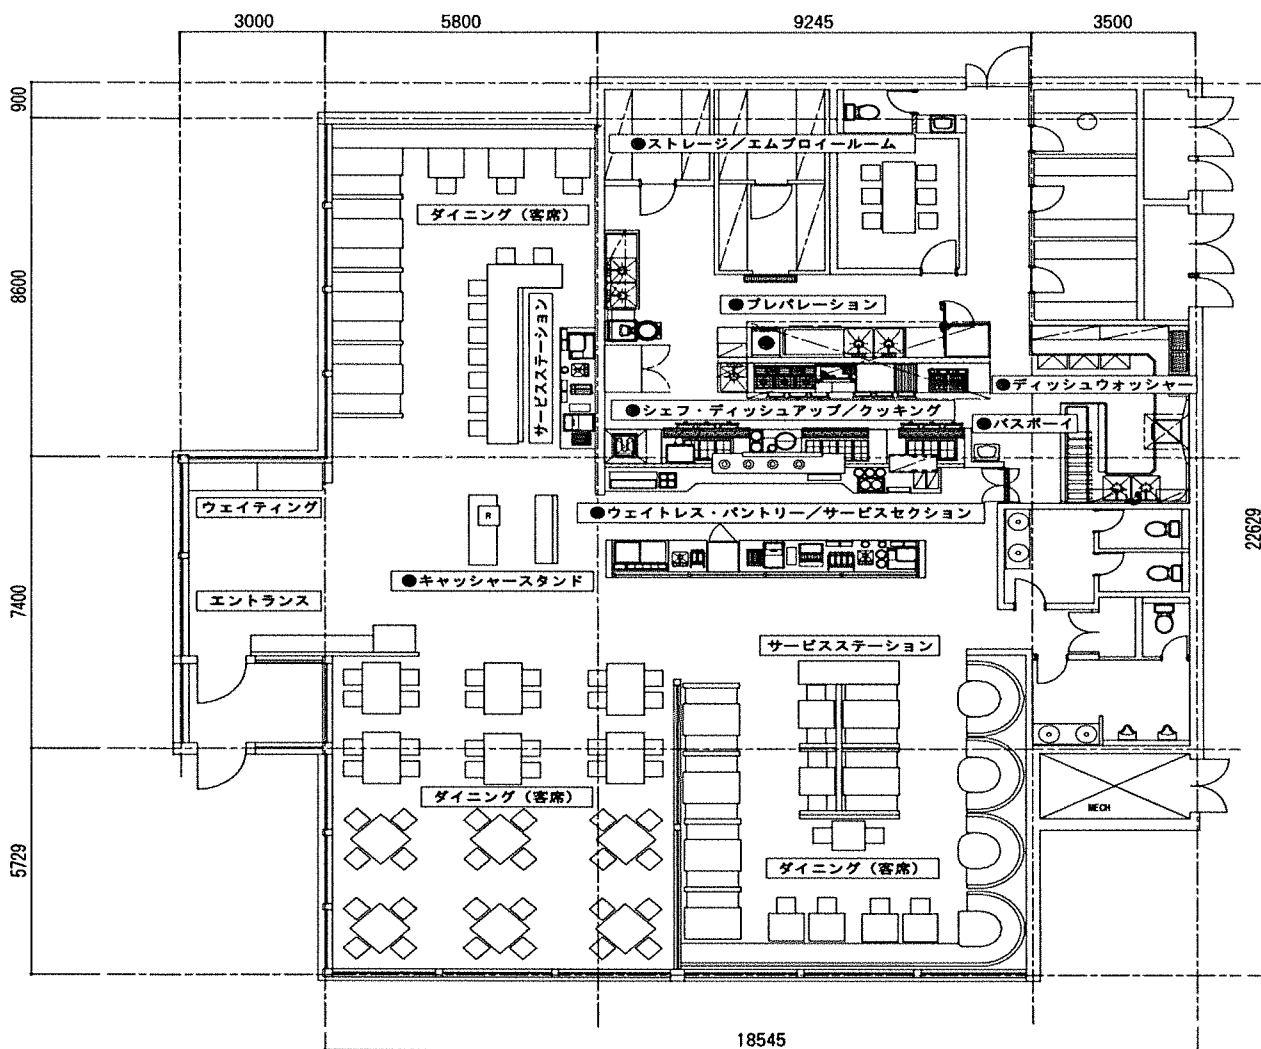 3000
5800
9245
3500
900
8600
7400
5729
22629
18545
●ストレージ／エムプロイールーム
ダイニング（客席）
サービスステーション
●プレパレーション
●ディッシュウォッシャー
●シェフ・ディッシュアップ／クッキング
●バスボーイ
ウェイティング
R
●ウェイトレス・パントリー／サービスセクション
●キャッシャースタンド
エントランス
サービスステーション
ダイニング（客席）
MECH
ダイニング（客席）